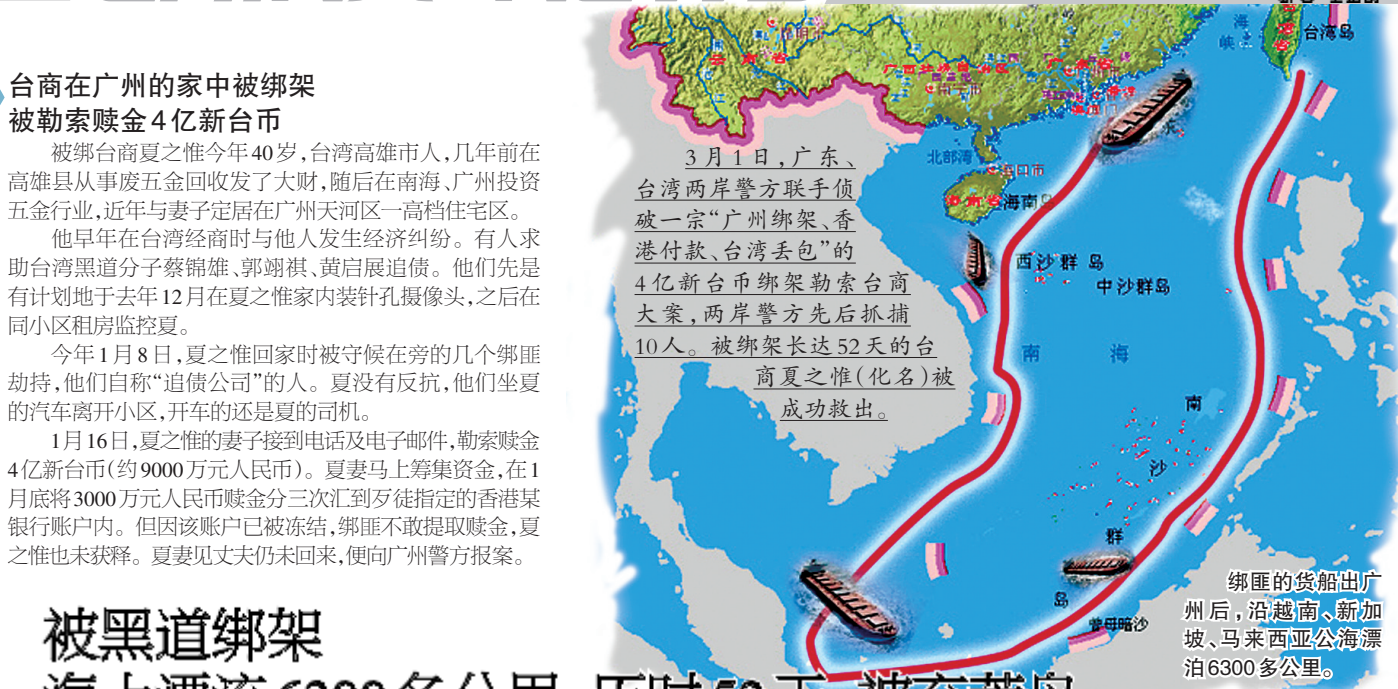 台商在广州的家中被绑架
被勒索赎金4亿新台币
被绑台商夏之惟今年40岁,台湾高雄市人,几年前在
高雄县从事废五金回收发了大财,随后在南海、广州投资
五金行业,近年与妻子定居在广州天河区一高档住宅区。
他早年在台湾经商时与他人发生经济纠纷。有人求
助台湾黑道分子蔡锦雄、郭翊祺、黄启展追债。他们先是
有计划地于去年12月在夏之惟家内装针孔摄像头,之后在
同小区租房监控夏。
今年1月8日,夏之惟回家时被守候在旁的几个绑匪
劫持,他们自称“追债公司”的人。夏没有反抗,他们坐夏
的汽车离开小区,开车的还是夏的司机。
1月16日,夏之惟的妻子接到电话及电子邮件,勒索赎金
4亿新台币(约9000万元人民币)。夏妻马上筹集资金,在1
月底将3000万元人民币赎金分三次汇到歹徒指定的香港某
银行账户内。但因该账户已被冻结,绑匪不敢提取赎金,夏
之惟也未获释。夏妻见丈夫仍未回来,便向广州警方报案。
3月1日,广东、
台湾两岸警方联手侦
破一宗“广州绑架、香
港付款、台湾丢包”的
4亿新台币绑架勒索台商
大案,两岸警方先后抓捕
10人。被绑架长达52天的台
商夏之惟(化名)被
成功救出。
台湾岛
海
峡
云南省
广西壮族自治区
南宁市
北部湾
海口市
海南岛
西沙群岛
中沙群岛
南海
南
沙
群
岛
曾母暗沙
绑匪的货船出广
州后,沿越南、新加
坡、马来西亚公海漂
泊6300多公里。
被黑道绑架